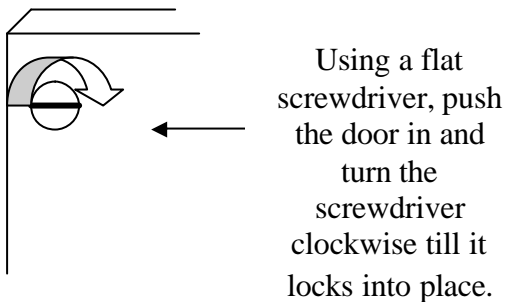 Using a flat
screwdriver, push
the door in and
turn the
screwdriver
clockwise till it
locks into place.